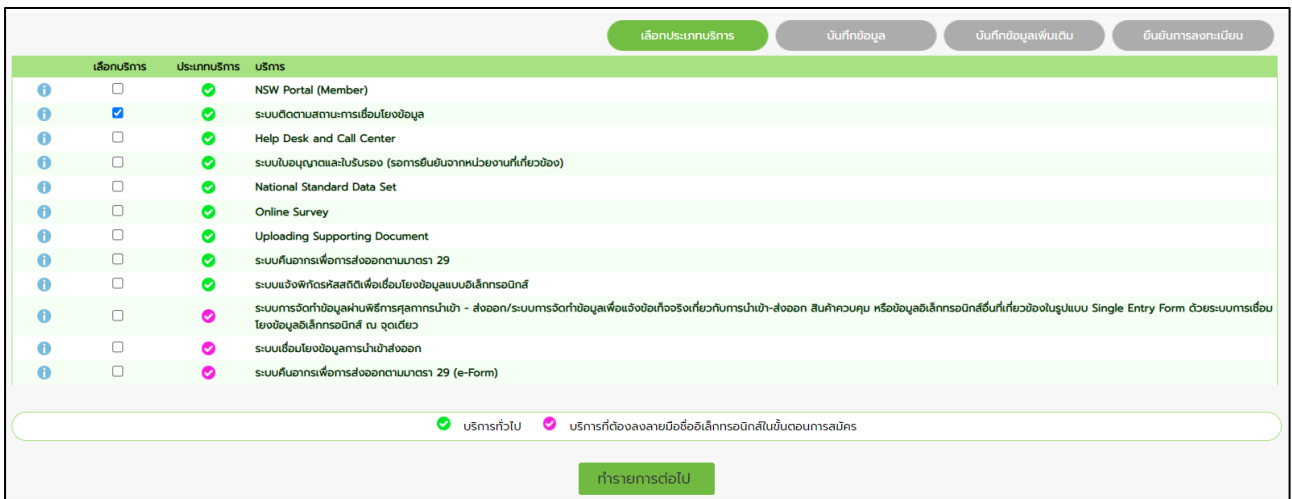 เลือกประเภทบริการ บันทึกข้อมูล บันทึกข้อมูลเพิ่มเติม ยืนยันการลงทะเบียน
เลือกบริการ ประเภทบริการ บริการ
NSW Portal (Member)
ระบบติดตามสถานะการเชื่อมโยงข้อมูล
Help Desk and Call Center
ระบบใบอนุญาตและใบรับรอง (รอการยืนยันจากหน่วยงานที่เกี่ยวข้อง)
National Standard Data Set
Online Survey
Uploading Supporting Document
ระบบคืนอากรเพื่อการส่งออกตามมาตรา 29
ระบบแจ้งพิกัดรหัสสถิติเพื่อเชื่อมโยงข้อมูลแบบอิเล็กทรอนิกส์
ระบบการจัดทำข้อมูลผ่านพิธีการศุลกากรนำเข้า - ส่งออก/ระบบการจัดทำข้อมูลเพื่อแจ้งข้อเท็จจริงเกี่ยวกับการนำเข้า-ส่งออก สินค้าควบคุม หรือข้อมูลอิเล็กทรอนิกส์อื่นที่เกี่ยวข้องในรูปแบบ Single Entry Form ด้วยระบบการเชื่อม
โยงข้อมูลอิเล็กทรอนิกส์ ณ จุดเดียว
ระบบเชื่อมโยงข้อมูลการนำเข้าส่งออก
ระบบคืนอากรเพื่อการส่งออกตามมาตรา 29 (e-Form)
บริการทั่วไป บริการที่ต้องลงลายมือชื่ออิเล็กทรอนิกส์ในขั้นตอนการสมัคร
ทำรายการต่อไป